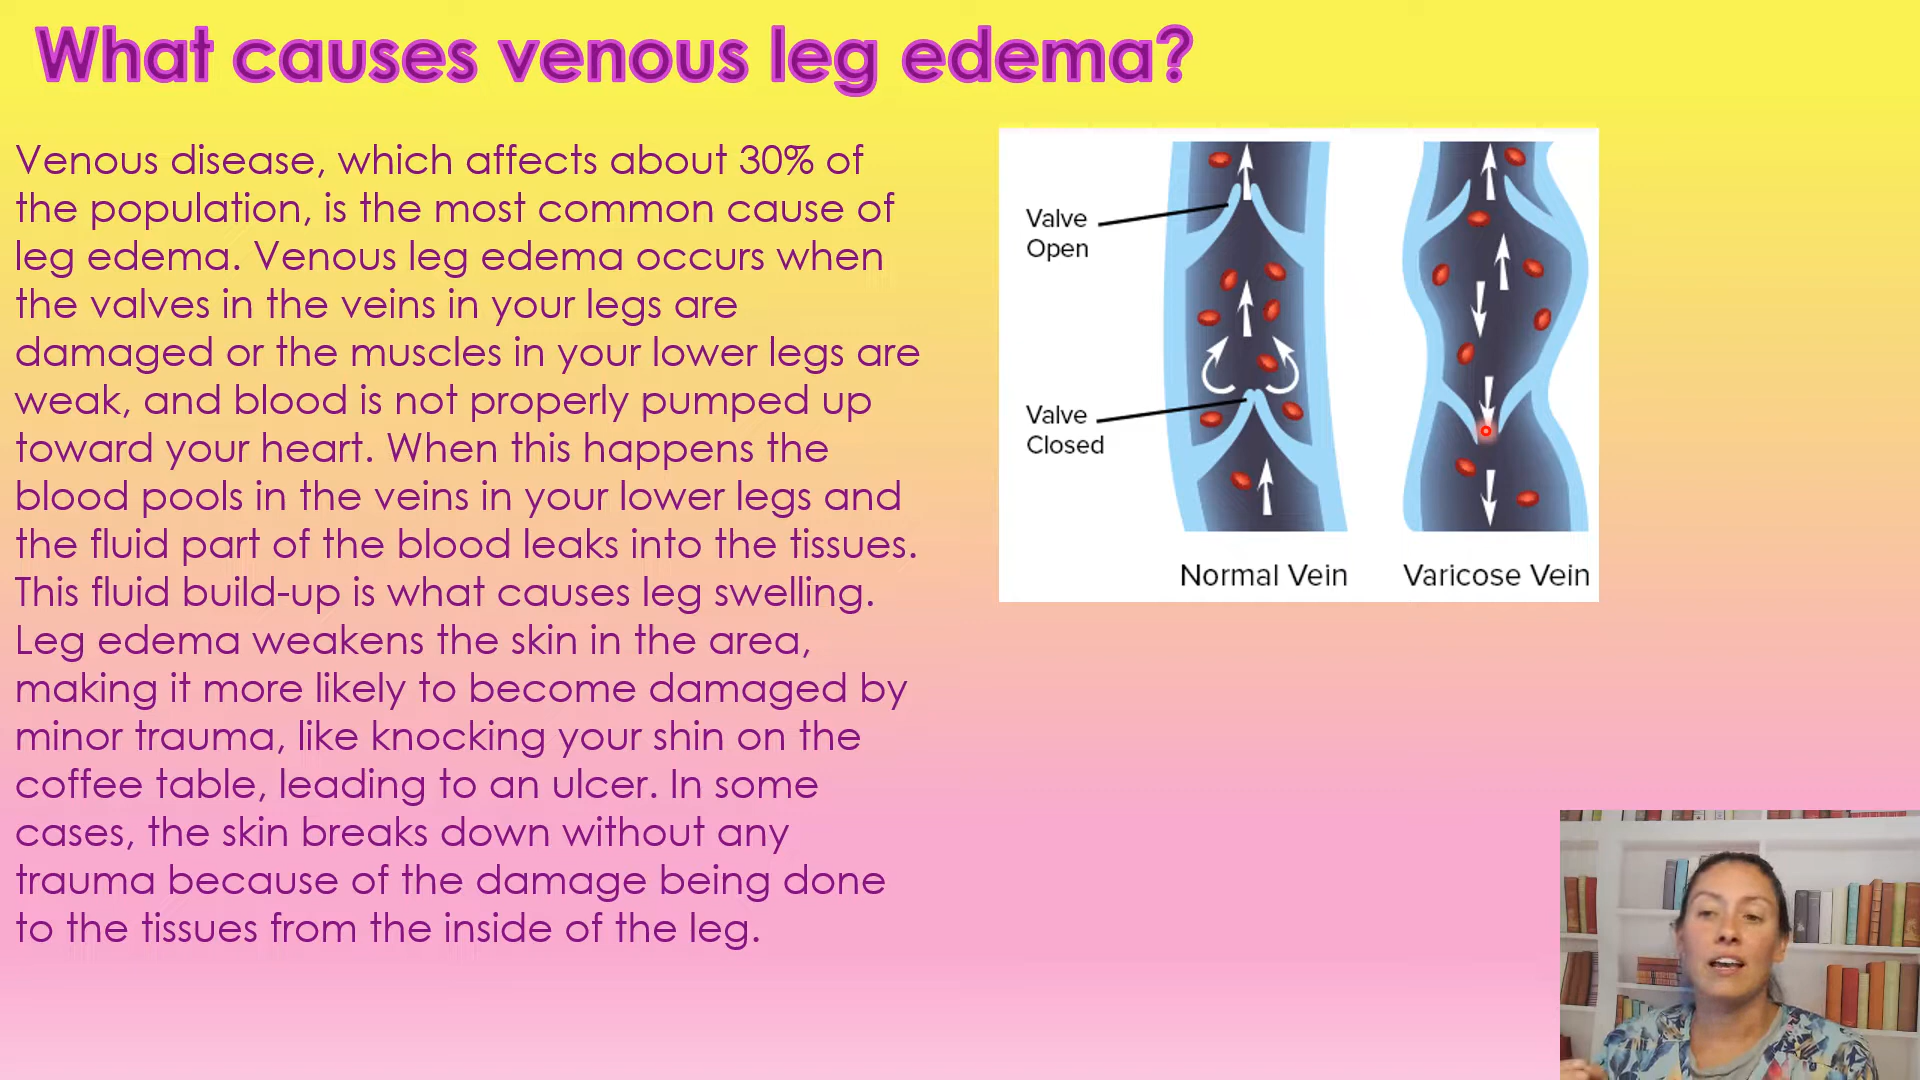 What causes venous leg edema?
Venous disease, which affects about 30% of
the population, is the most common cause of
leg edema. Venous leg edema occurs when
the valves in the veins in your legs are
damaged or the muscles in your lower legs are
weak, and blood is not properly pumped up
toward your heart. When this happens the
blood pools in the veins in your lower legs and
the fluid part of the blood leaks into the tissues.
This fluid build-up is what causes leg swelling.
Leg edema weakens the skin in the area,
making it more likely to become damaged by
minor trauma, like knocking your shin on the
coffee table, leading to an ulcer. In some
cases, the skin breaks down without any
trauma because of the damage being done
to the tissues from the inside of the leg.
Valve
Open
Valve
Closed
Normal Vein
Varicose Vein